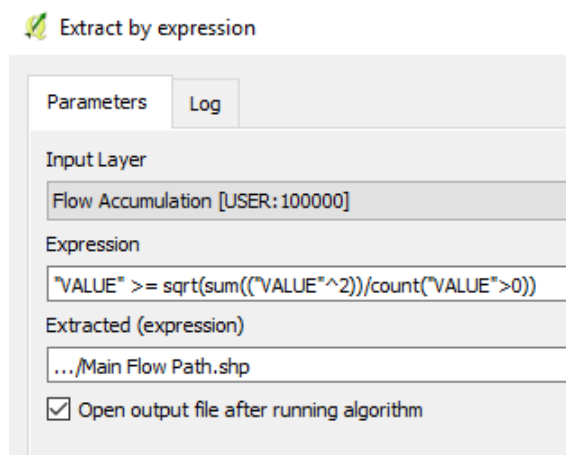 Extract by expression
Parameters
Log
Input Layer
Flow Accumulation [USER:100000]
Expression
"VALUE" >= sqrt(sum(("VALUE"^2))/count("VALUE">0))
Extracted (expression)
.../Main Flow Path.shp
Open output file after running algorithm